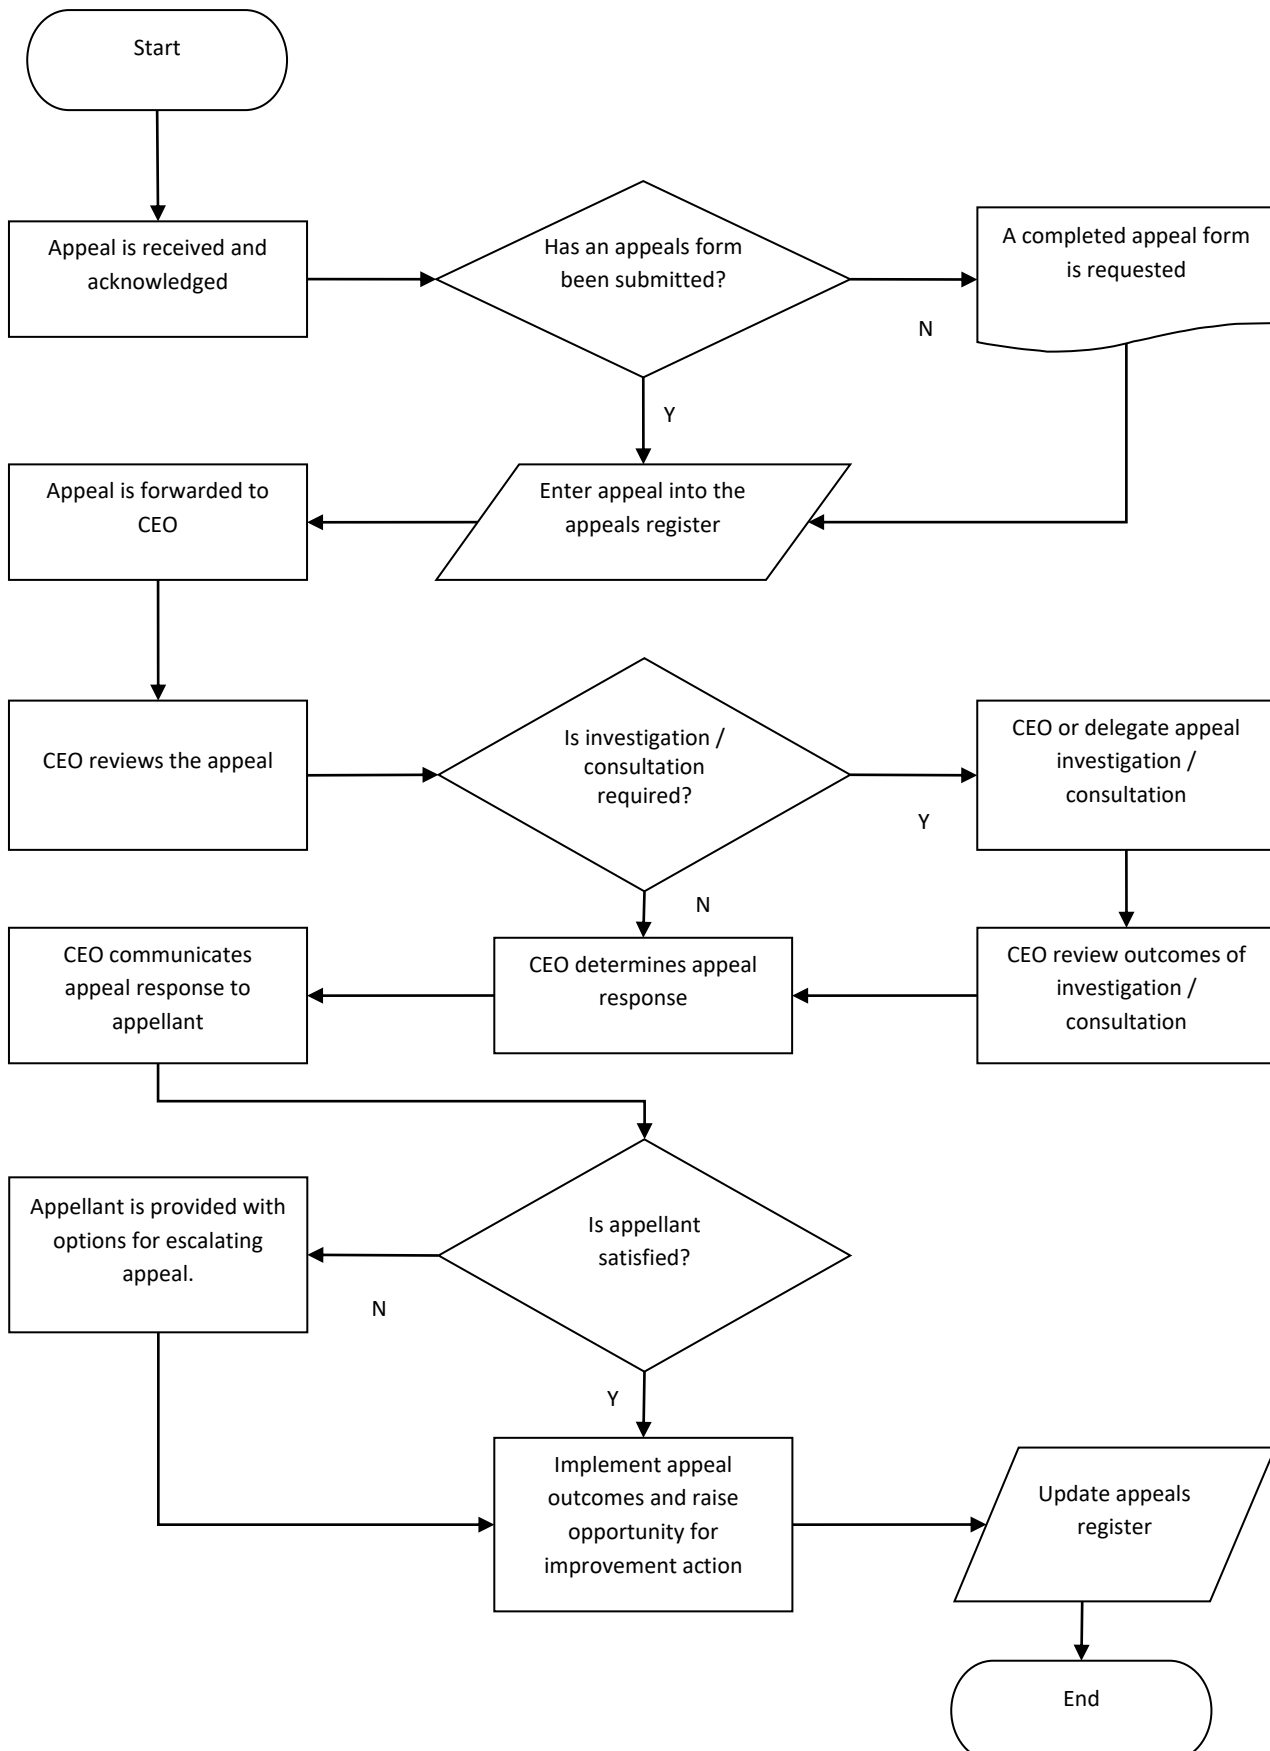 Start
Appeal is received and
acknowledged
Has an appeals form
been submitted?
A completed appeal form
is requested
N
Y
Appeal is forwarded to
CEO
Enter appeal into the
appeals register
CEO reviews the appeal
Is investigation /
consultation
required?
CEO or delegate appeal
investigation /
consultation
Y
N
CEO communicates
appeal response to
appellant
CEO determines appeal
response
CEO review outcomes of
investigation /
consultation
Appellant is provided with
options for escalating
appeal.
Is appellant
satisfied?
N
Y
Implement appeal
outcomes and raise
opportunity for
improvement action
Update appeals
register
End